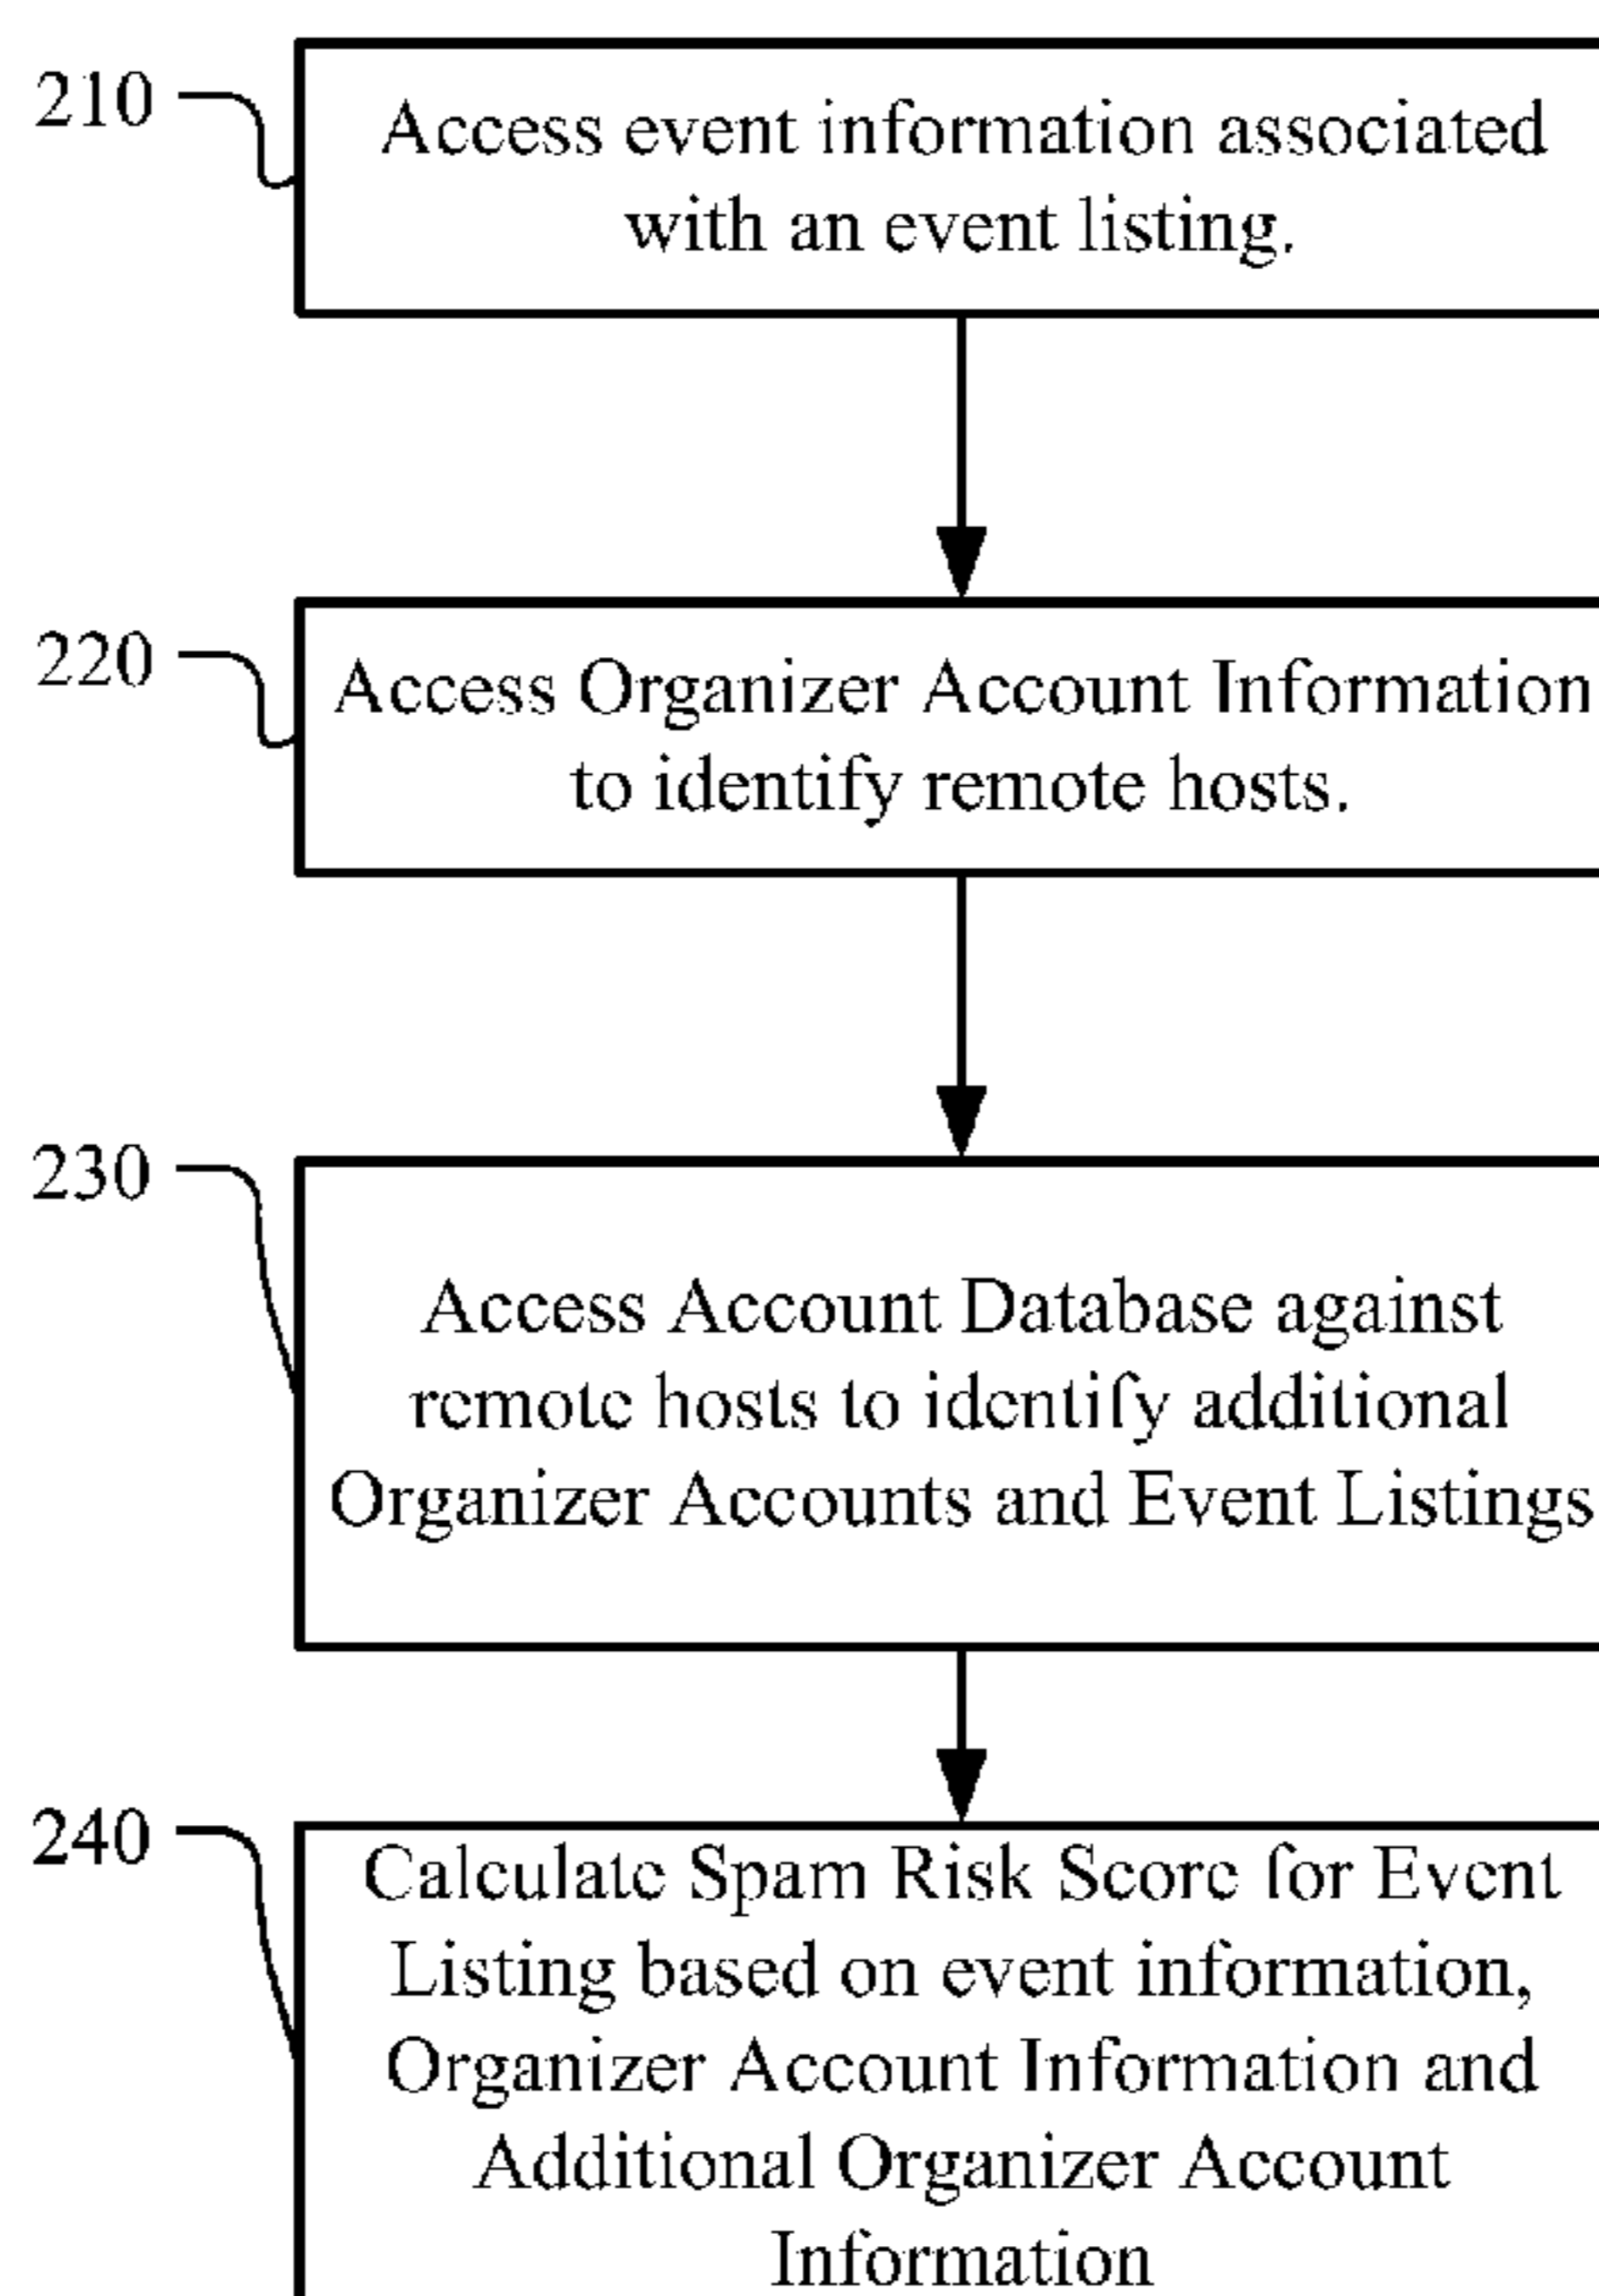 210
Access event information associated
with an event listing.
220
Access Organizer Account Information
to identify remote hosts.
230
Access Account Database against
remote hosts to identify additional
Organizer Accounts and Event Listings
240
Calculate Spam Risk Score for Event
Listing based on event information,
Organizer Account Information and
Additional Organizer Account
Information